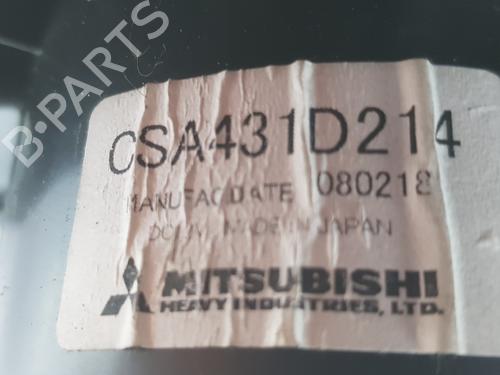 B-PARTS
CSA431D214
MANUFAC.DATE 080218
MADE IN JAPAN
MITSUBISHI
HEAVY INDUSTRIES, LTD.